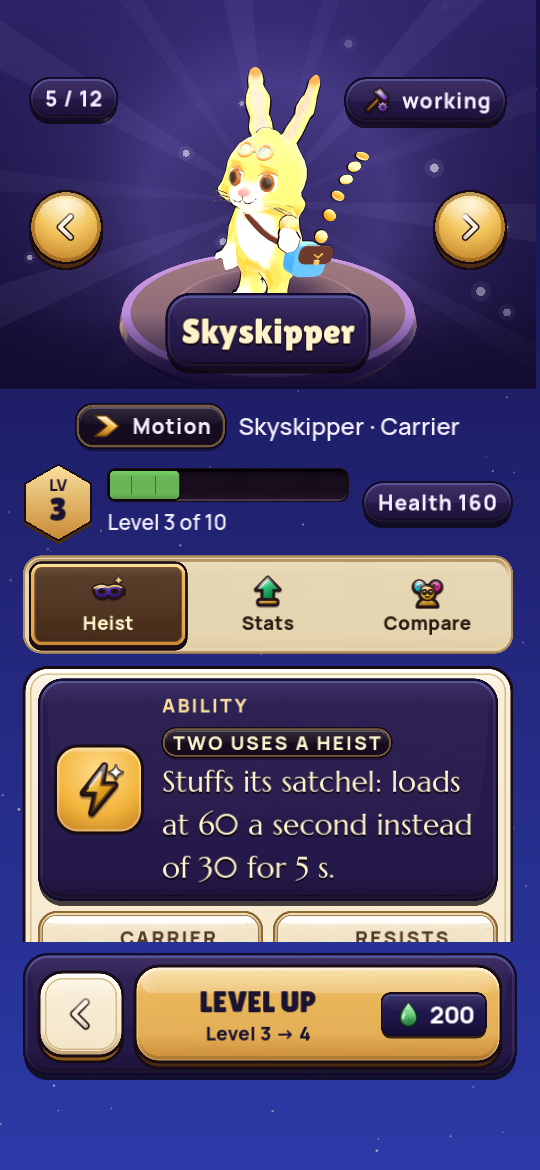 5 / 12
working
Skyskipper
Motion
Skyskipper · Carrier
LV
3
Level 3 of 10
Health 160
Heist
Stats
Compare
ABILITY
TWO USES A HEIST
Stuffs its satchel: loads
at 60 a second instead
of 30 for 5 s.
CARRIER
RESISTS
LEVEL UP
Level 3 → 4
200